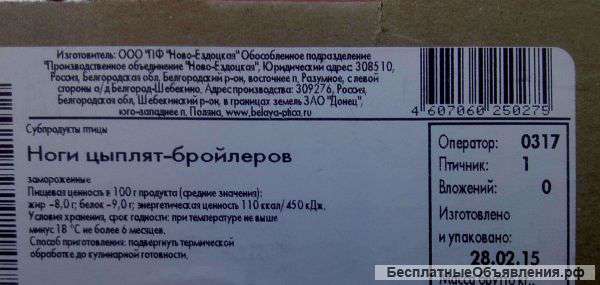 Изготовитель: ООО "ПФ "Ново-Ездоцкая" Обособленное подразделение
"Производственное объединение "Ново-Ездоцкая", Юридический адрес: 308510,
Россия, Белгородская обл, Белгородский р-он, восточнее п, Разумное, с левой
стороны а/д Белгород-Шебекино. Адрес производства: 309276, Россия,
Белгородская обл, Шебекинский р-он, в границах земель ЗАО "Донец",
юго-западнее п, Поляна, www.belaya-ptica.ru
4 607060 250275
Субпродукты птицы
Ноги цыплят-бройлеров
замороженные
Пищевая ценность в 100 г продукта (средние значения):
жир -8,0 г; белок -9,0 г; энергетическая ценность 110 ккал/ 450 кДж.
Условия хранения, срок годности: при температуре не выше
минус 18 °C не более 6 месяцев.
Способ приготовления: подвергнуть термической
обработке до кулинарной готовности.
Оператор: 0317
Птичник: 1
Вложений: 0
Изготовлено
и упаковано:
28.02.15
Масса брутто кг.:
БесплатныеОбъявления.рф